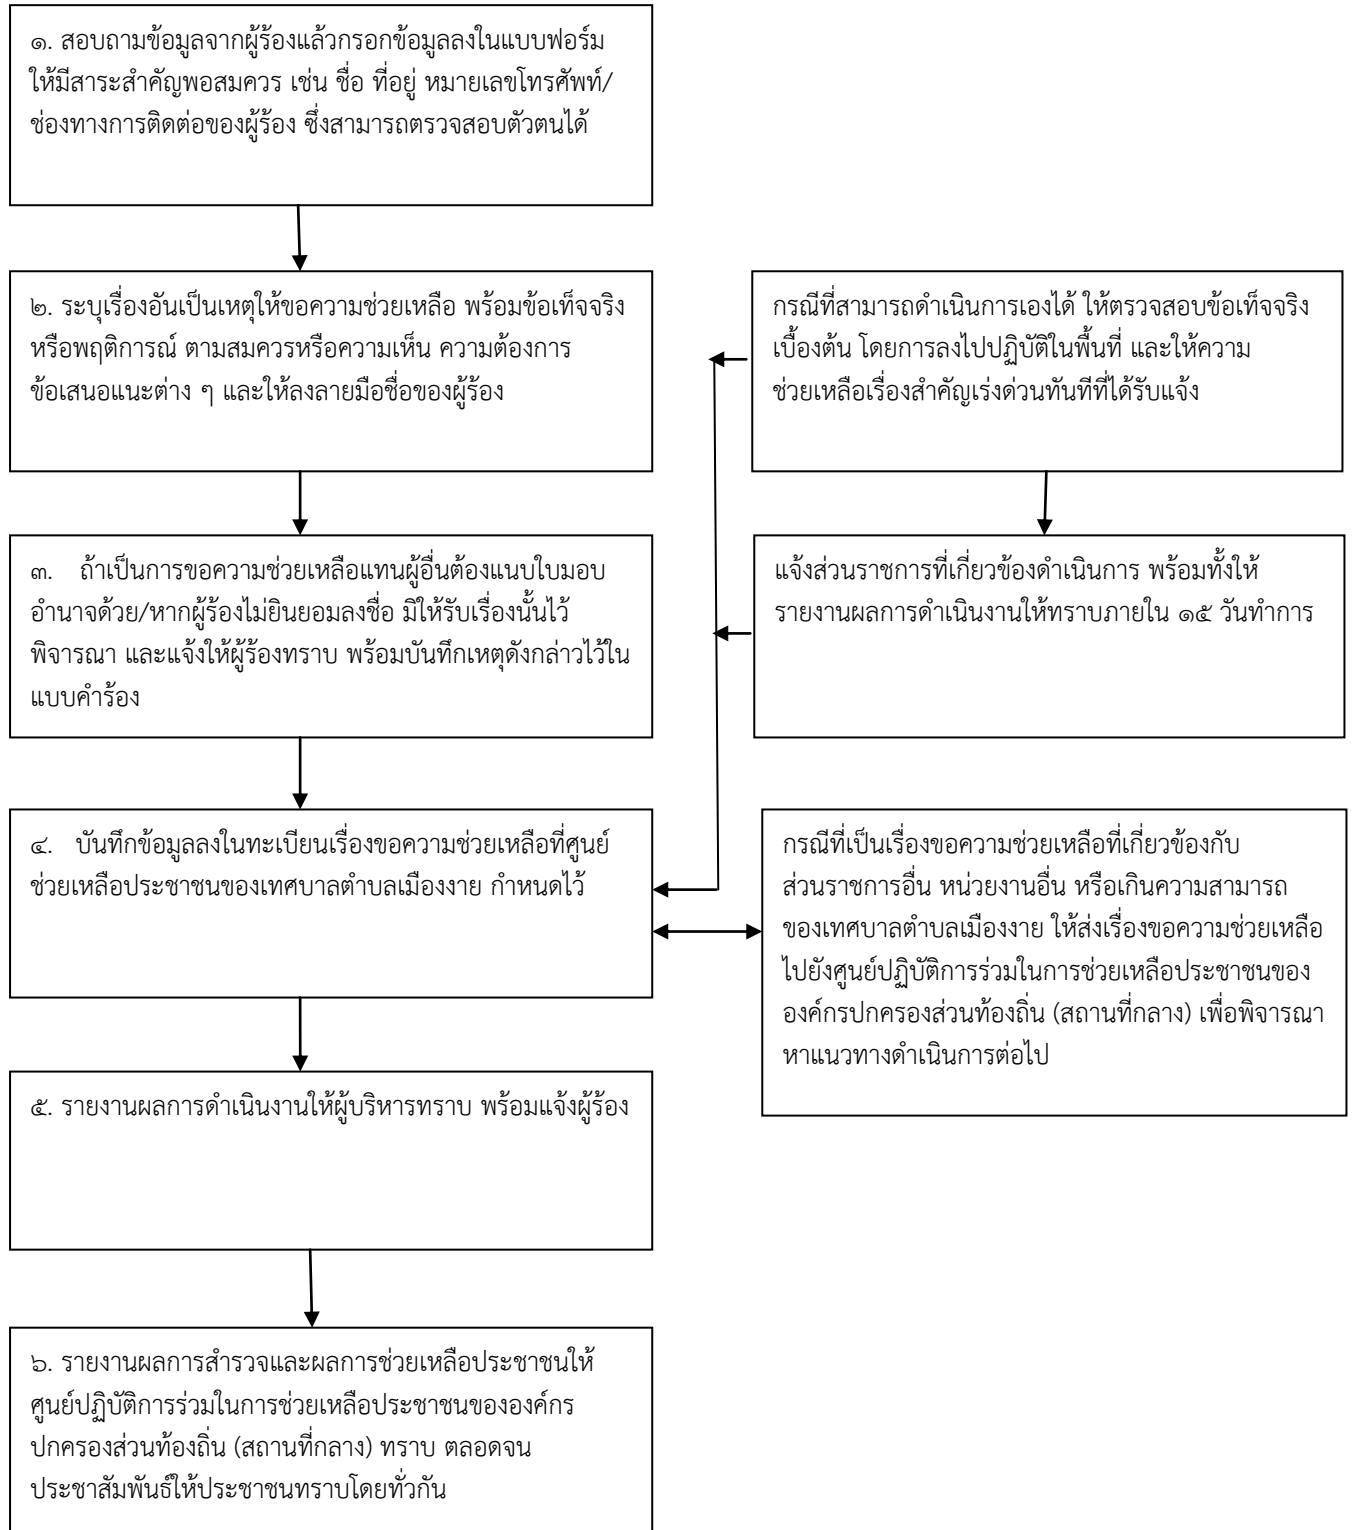 ๑. สอบถามข้อมูลจากผู้ร้องแล้วกรอกข้อมูลลงในแบบฟอร์ม
ให้มีสาระสำคัญพอสมควร เช่น ชื่อ ที่อยู่ หมายเลขโทรศัพท์/
ช่องทางการติดต่อของผู้ร้อง ซึ่งสามารถตรวจสอบตัวตนได้
๒. ระบุเรื่องอันเป็นเหตุให้ขอความช่วยเหลือ พร้อมข้อเท็จจริง
หรือพฤติการณ์ ตามสมควรหรือความเห็น ความต้องการ
ข้อเสนอแนะต่าง ๆ และให้ลงลายมือชื่อของผู้ร้อง
กรณีที่สามารถดำเนินการเองได้ ให้ตรวจสอบข้อเท็จจริง
เบื้องต้น โดยการลงไปปฏิบัติในพื้นที่ และให้ความ
ช่วยเหลือเรื่องสำคัญเร่งด่วนทันทีที่ได้รับแจ้ง
๓. ถ้าเป็นการขอความช่วยเหลือแทนผู้อื่นต้องแนบใบมอบ
อำนาจด้วย/หากผู้ร้องไม่ยินยอมลงชื่อ มิให้รับเรื่องนั้นไว้
พิจารณา และแจ้งให้ผู้ร้องทราบ พร้อมบันทึกเหตุดังกล่าวไว้ใน
แบบคำร้อง
แจ้งส่วนราชการที่เกี่ยวข้องดำเนินการ พร้อมทั้งให้
รายงานผลการดำเนินงานให้ทราบภายใน ๑๕ วันทำการ
๔. บันทึกข้อมูลลงในทะเบียนเรื่องขอความช่วยเหลือที่ศูนย์
ช่วยเหลือประชาชนของเทศบาลตำบลเมืองงาย กำหนดไว้
กรณีที่เป็นเรื่องขอความช่วยเหลือที่เกี่ยวข้องกับ
ส่วนราชการอื่น หน่วยงานอื่น หรือเกินความสามารถ
ของเทศบาลตำบลเมืองงาย ให้ส่งเรื่องขอความช่วยเหลือ
ไปยังศูนย์ปฏิบัติการร่วมในการช่วยเหลือประชาชนของ
องค์กรปกครองส่วนท้องถิ่น (สถานที่กลาง) เพื่อพิจารณา
หาแนวทางดำเนินการต่อไป
๕. รายงานผลการดำเนินงานให้ผู้บริหารทราบ พร้อมแจ้งผู้ร้อง
๖. รายงานผลการสำรวจและผลการช่วยเหลือประชาชนให้
ศูนย์ปฏิบัติการร่วมในการช่วยเหลือประชาชนขององค์กร
ปกครองส่วนท้องถิ่น (สถานที่กลาง) ทราบ ตลอดจน
ประชาสัมพันธ์ให้ประชาชนทราบโดยทั่วกัน